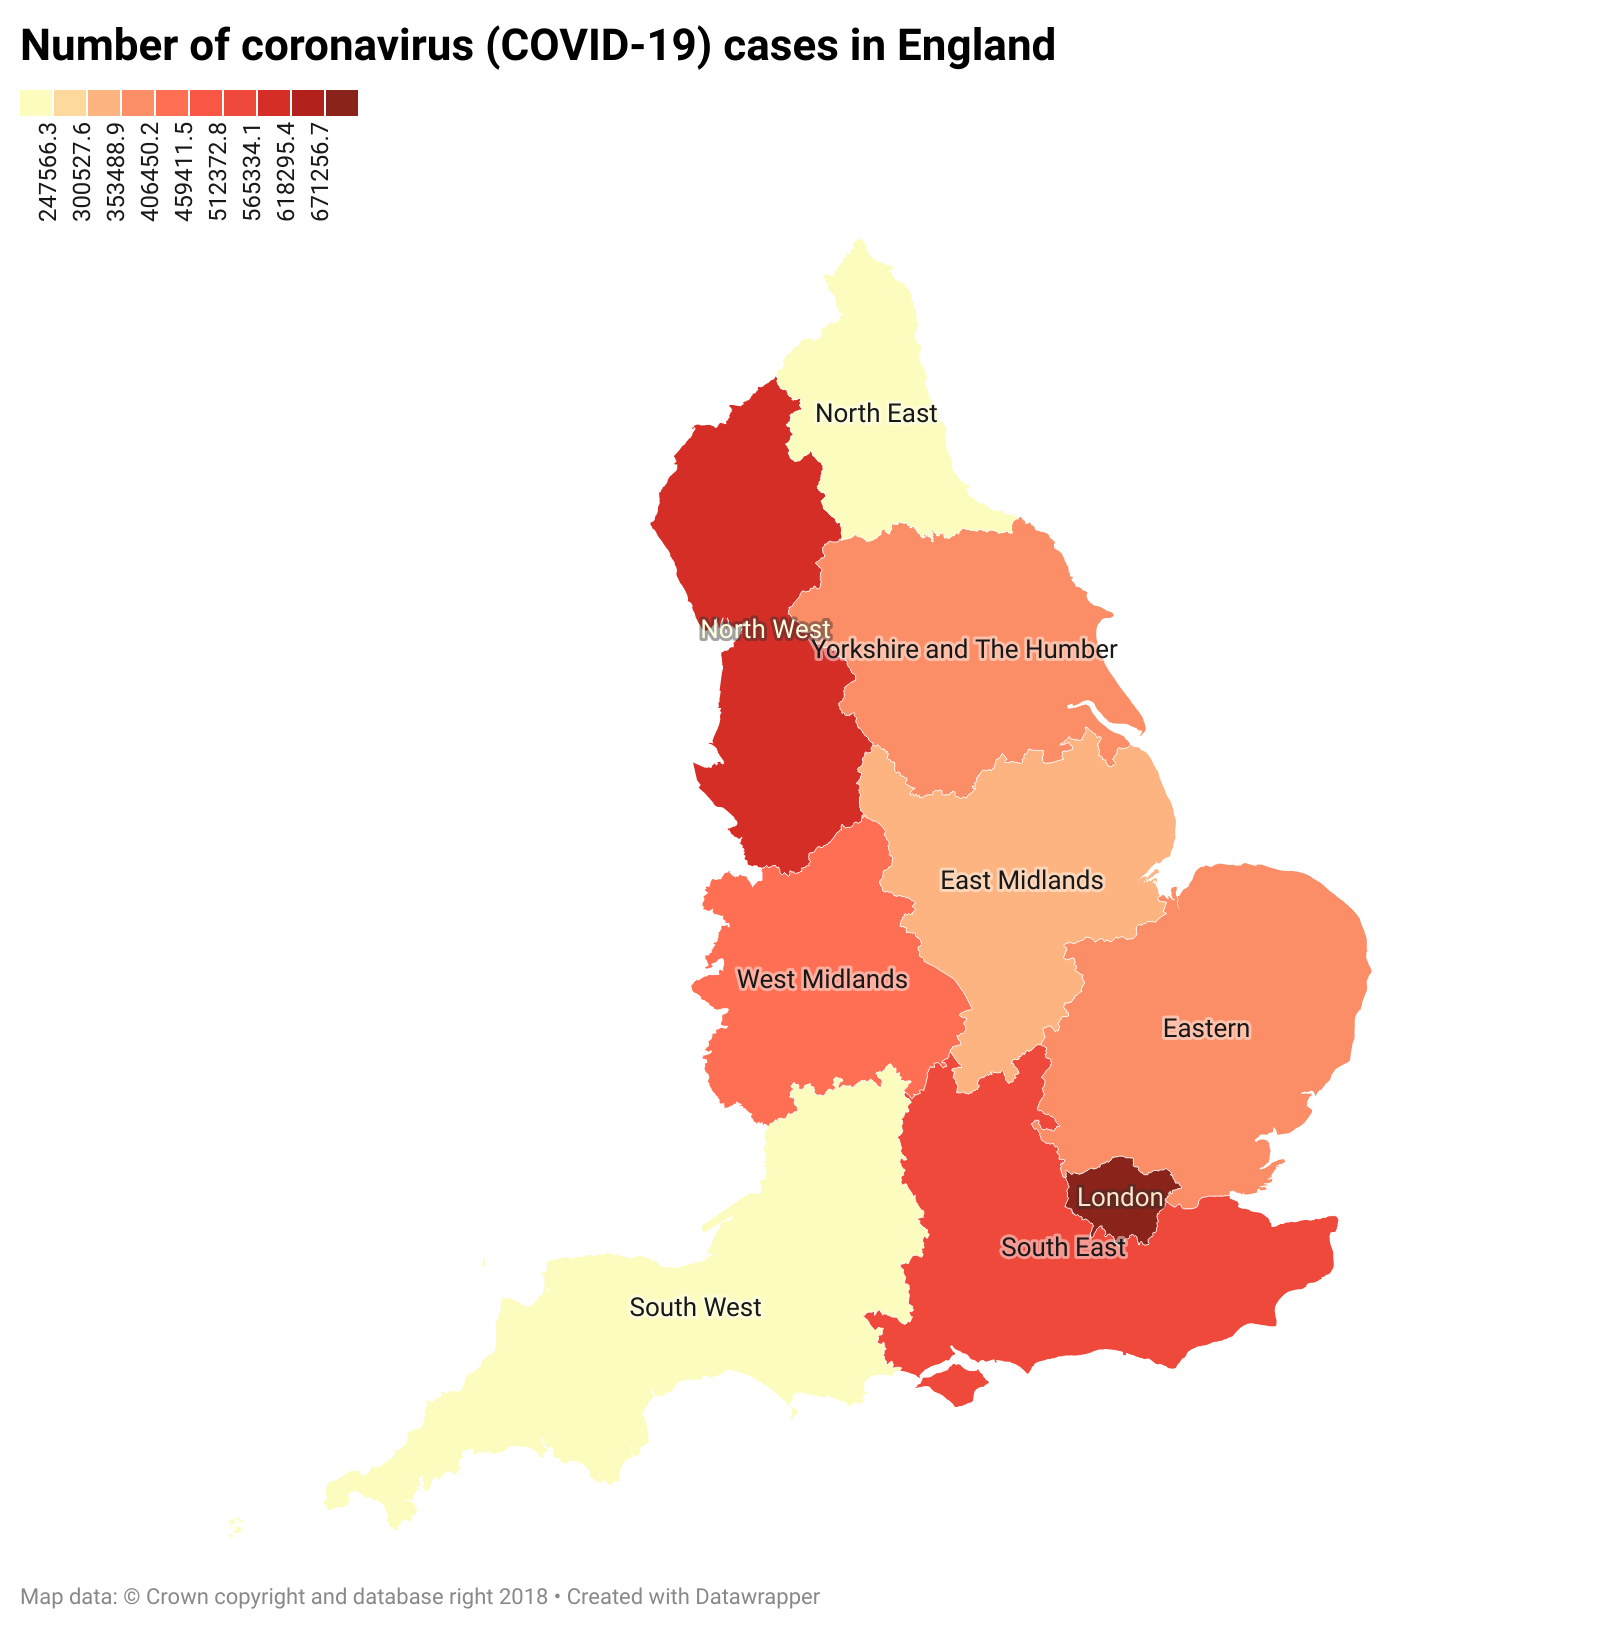 Number of coronavirus (COVID-19) cases in England
247566.3
300527.6
353488.9
406450.2
459411.5
512372.8
565334.1
618295.4
671256.7
North East
North West
Yorkshire and The Humber
East Midlands
West Midlands
Eastern
London
South East
South West
Map data: © Crown copyright and database right 2018 • Created with Datawrapper